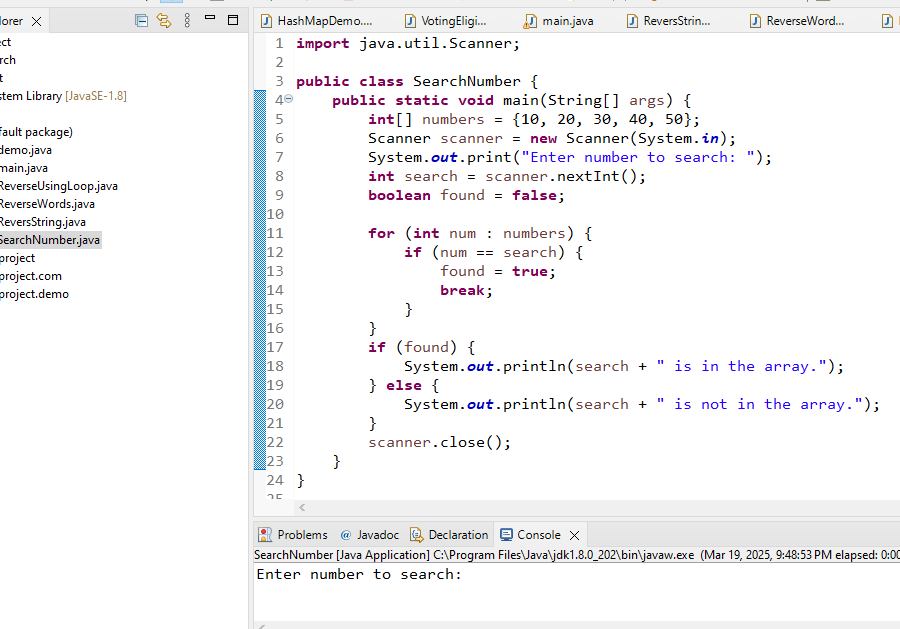 lorer
HashMapDemo.... VotingEligi... main.java ReversStrin... ReverseWord...
ect
rch
t
stem Library [JavaSE-1.8]
fault package)
demo.java
main.java
ReverseUsingLoop.java
ReverseWords.java
ReversString.java
SearchNumber.java
project
project.com
project.demo
1 import java.util.Scanner;
2
3 public class SearchNumber {
4 public static void main(String[] args) {
5 int[] numbers = {10, 20, 30, 40, 50};
6 Scanner scanner = new Scanner(System.in);
7 System.out.print("Enter number to search: ");
8 int search = scanner.nextInt();
9 boolean found = false;
10
11 for (int num : numbers) {
12 if (num == search) {
13 found = true;
14 break;
15 }
16 }
17 if (found) {
18 System.out.println(search + " is in the array.");
19 } else {
20 System.out.println(search + " is not in the array.");
21 }
22 scanner.close();
23 }
24 }
25
Problems @ Javadoc Declaration Console
SearchNumber [Java Application] C:\Program Files\Java\jdk1.8.0_202\bin\javaw.exe (Mar 19, 2025, 9:48:53 PM elapsed: 0:00
Enter number to search: